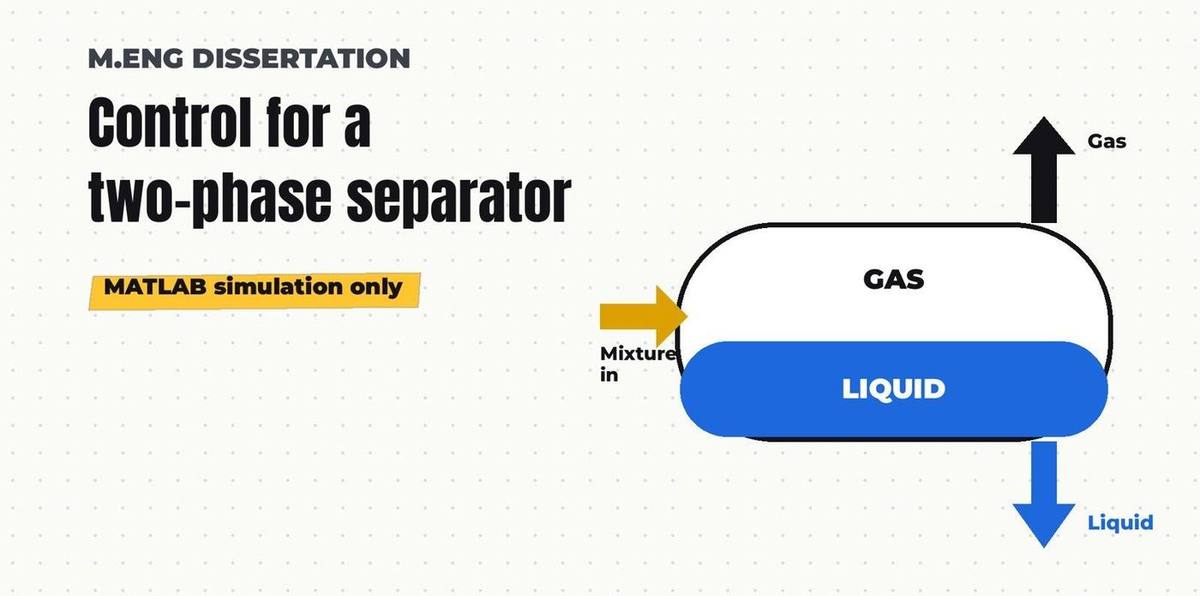 M.ENG DISSERTATION
Control for a
two-phase separator
MATLAB simulation only
Gas
GAS
Mixture
in
LIQUID
Liquid